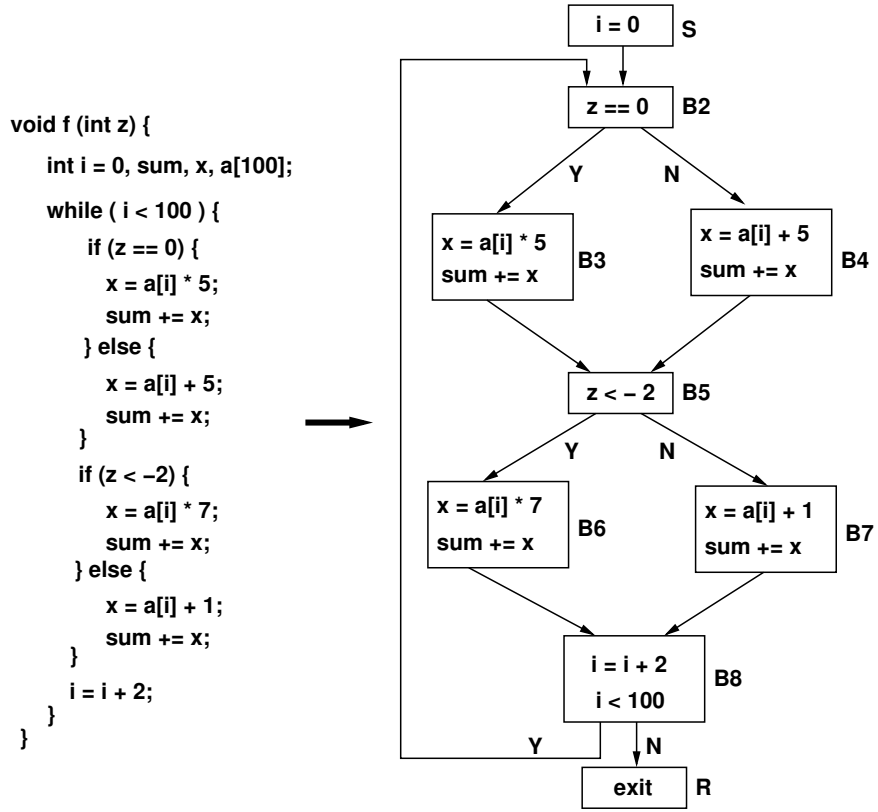 void f (int z) {
int i = 0, sum, x, a[100];
while ( i < 100 ) {
if (z == 0) {
x = a[i] * 5;
sum += x;
} else {
x = a[i] + 5;
sum += x;
}
if (z < −2) {
x = a[i] * 7;
sum += x;
} else {
x = a[i] + 1;
sum += x;
}
i = i + 2;
}
}
i = 0 S
z == 0 B2
Y N
x = a[i] * 5
sum += x
B3
x = a[i] + 5
sum += x
B4
z < − 2 B5
Y N
x = a[i] * 7
sum += x
B6
x = a[i] + 1
sum += x
B7
i = i + 2
i < 100
B8
Y N
exit R